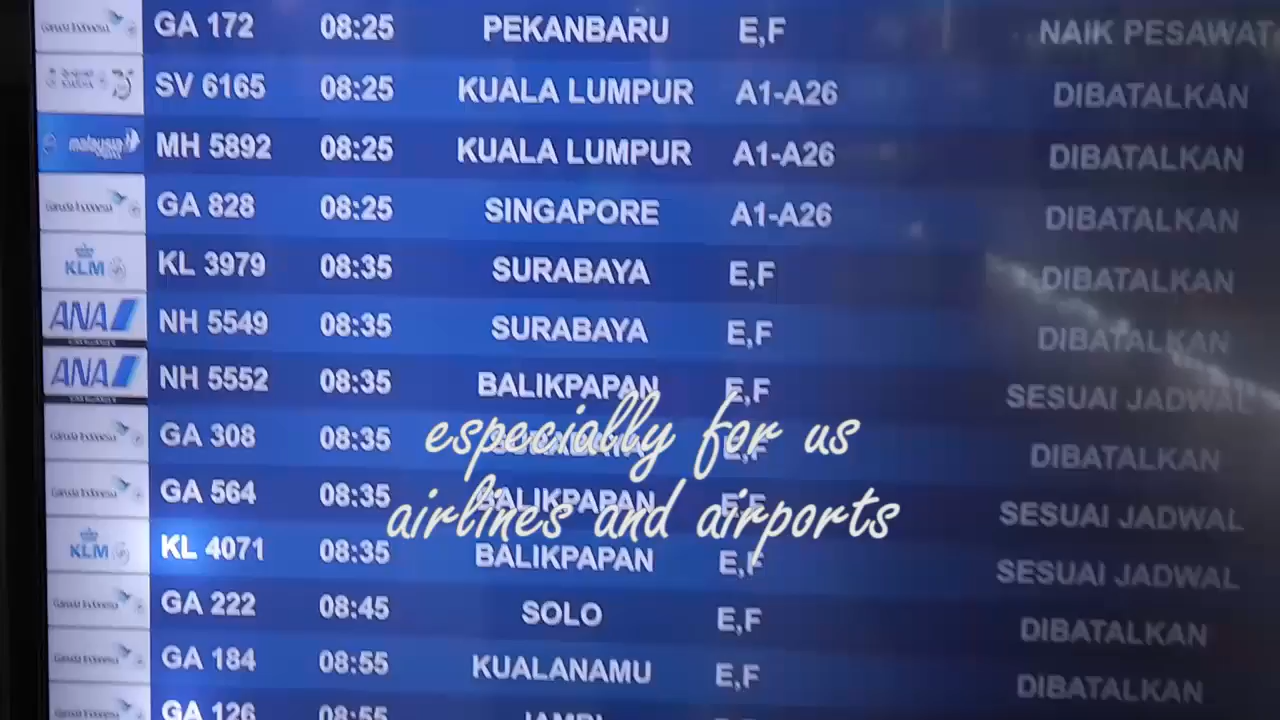 GA 172 08:25 PEKANBARU E,F NAIK PESAWAT
SV 6165 08:25 KUALA LUMPUR A1-A26 DIBATALKAN
malaysia MH 5892 08:25 KUALA LUMPUR A1-A26 DIBATALKAN
Garuda Indonesia GA 828 08:25 SINGAPORE A1-A26 DIBATALKAN
KLM KL 3979 08:35 SURABAYA E,F DIBATALKAN
ANA NH 5549 08:35 SURABAYA E,F DIBATALKAN
ANA NH 5552 08:35 BALIKPAPAN E,F SESUAI JADWAL
GA 308 08:35 E,F DIBATALKAN
especially for us
GA 564 08:35 BALIKPAPAN E,F SESUAI JADWAL
airlines and airports
KLM KL 4071 08:35 BALIKPAPAN E,F SESUAI JADWAL
GA 222 08:45 SOLO E,F DIBATALKAN
GA 184 08:55 KUALANAMU E,F DIBATALKAN
GA 126 08:55 JAMBI